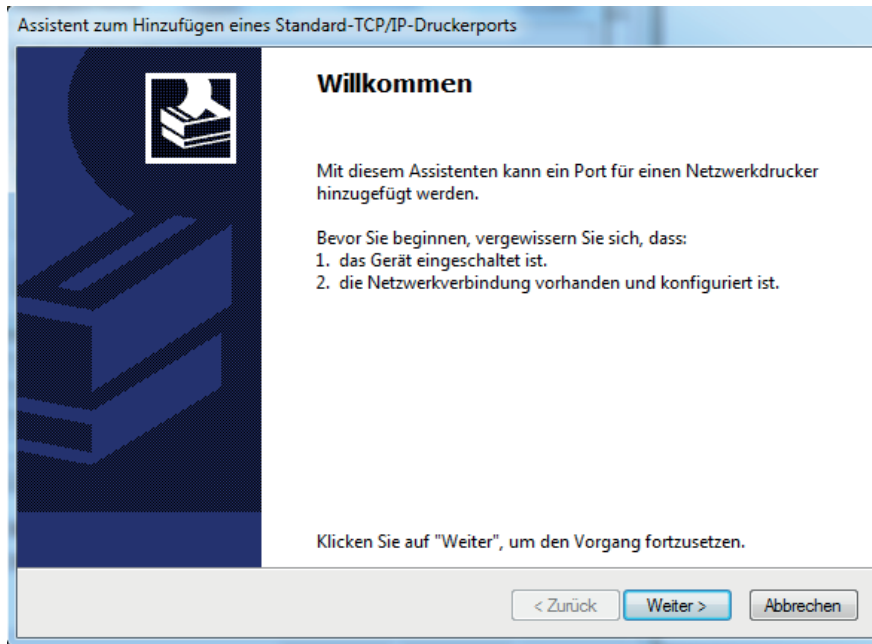 Assistent zum Hinzufügen eines Standard-TCP/IP-Druckerports
Willkommen
Mit diesem Assistenten kann ein Port für einen Netzwerkdrucker
hinzugefügt werden.
Bevor Sie beginnen, vergewissern Sie sich, dass:
1. das Gerät eingeschaltet ist.
2. die Netzwerkverbindung vorhanden und konfiguriert ist.
Klicken Sie auf "Weiter", um den Vorgang fortzusetzen.
< Zurück Weiter > Abbrechen